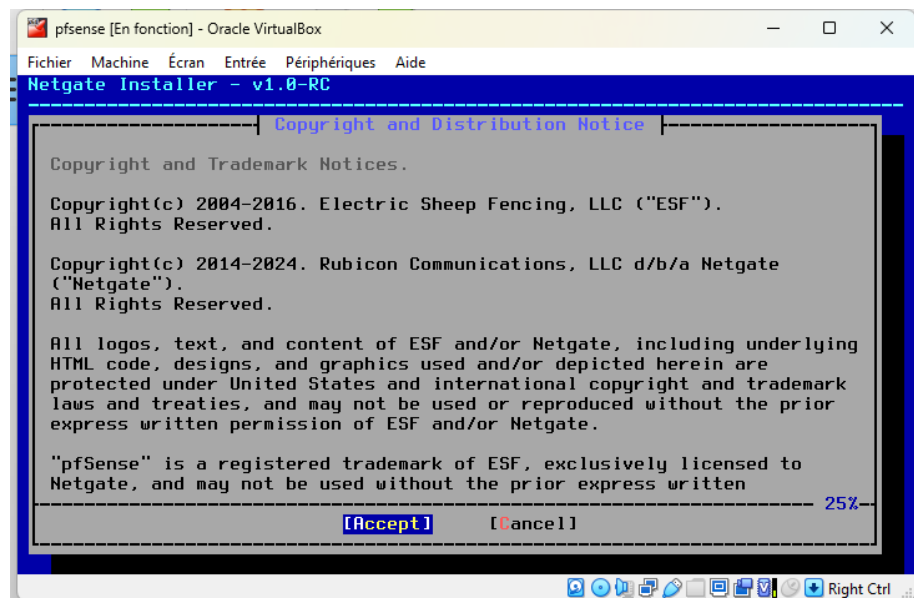 pfsense [En fonction] - Oracle VirtualBox
Fichier Machine Écran Entrée Périphériques Aide
Netgate Installer - v1.0-RC
Copyright and Distribution Notice
Copyright and Trademark Notices.
Copyright(c) 2004-2016. Electric Sheep Fencing, LLC ("ESF").
All Rights Reserved.
Copyright(c) 2014-2024. Rubicon Communications, LLC d/b/a Netgate
("Netgate").
All Rights Reserved.
All logos, text, and content of ESF and/or Netgate, including underlying
HTML code, designs, and graphics used and/or depicted herein are
protected under United States and international copyright and trademark
laws and treaties, and may not be used or reproduced without the prior
express written permission of ESF and/or Netgate.
"pfSense" is a registered trademark of ESF, exclusively licensed to
Netgate, and may not be used without the prior express written
25%
[Accept] [Cancel]
Right Ctrl